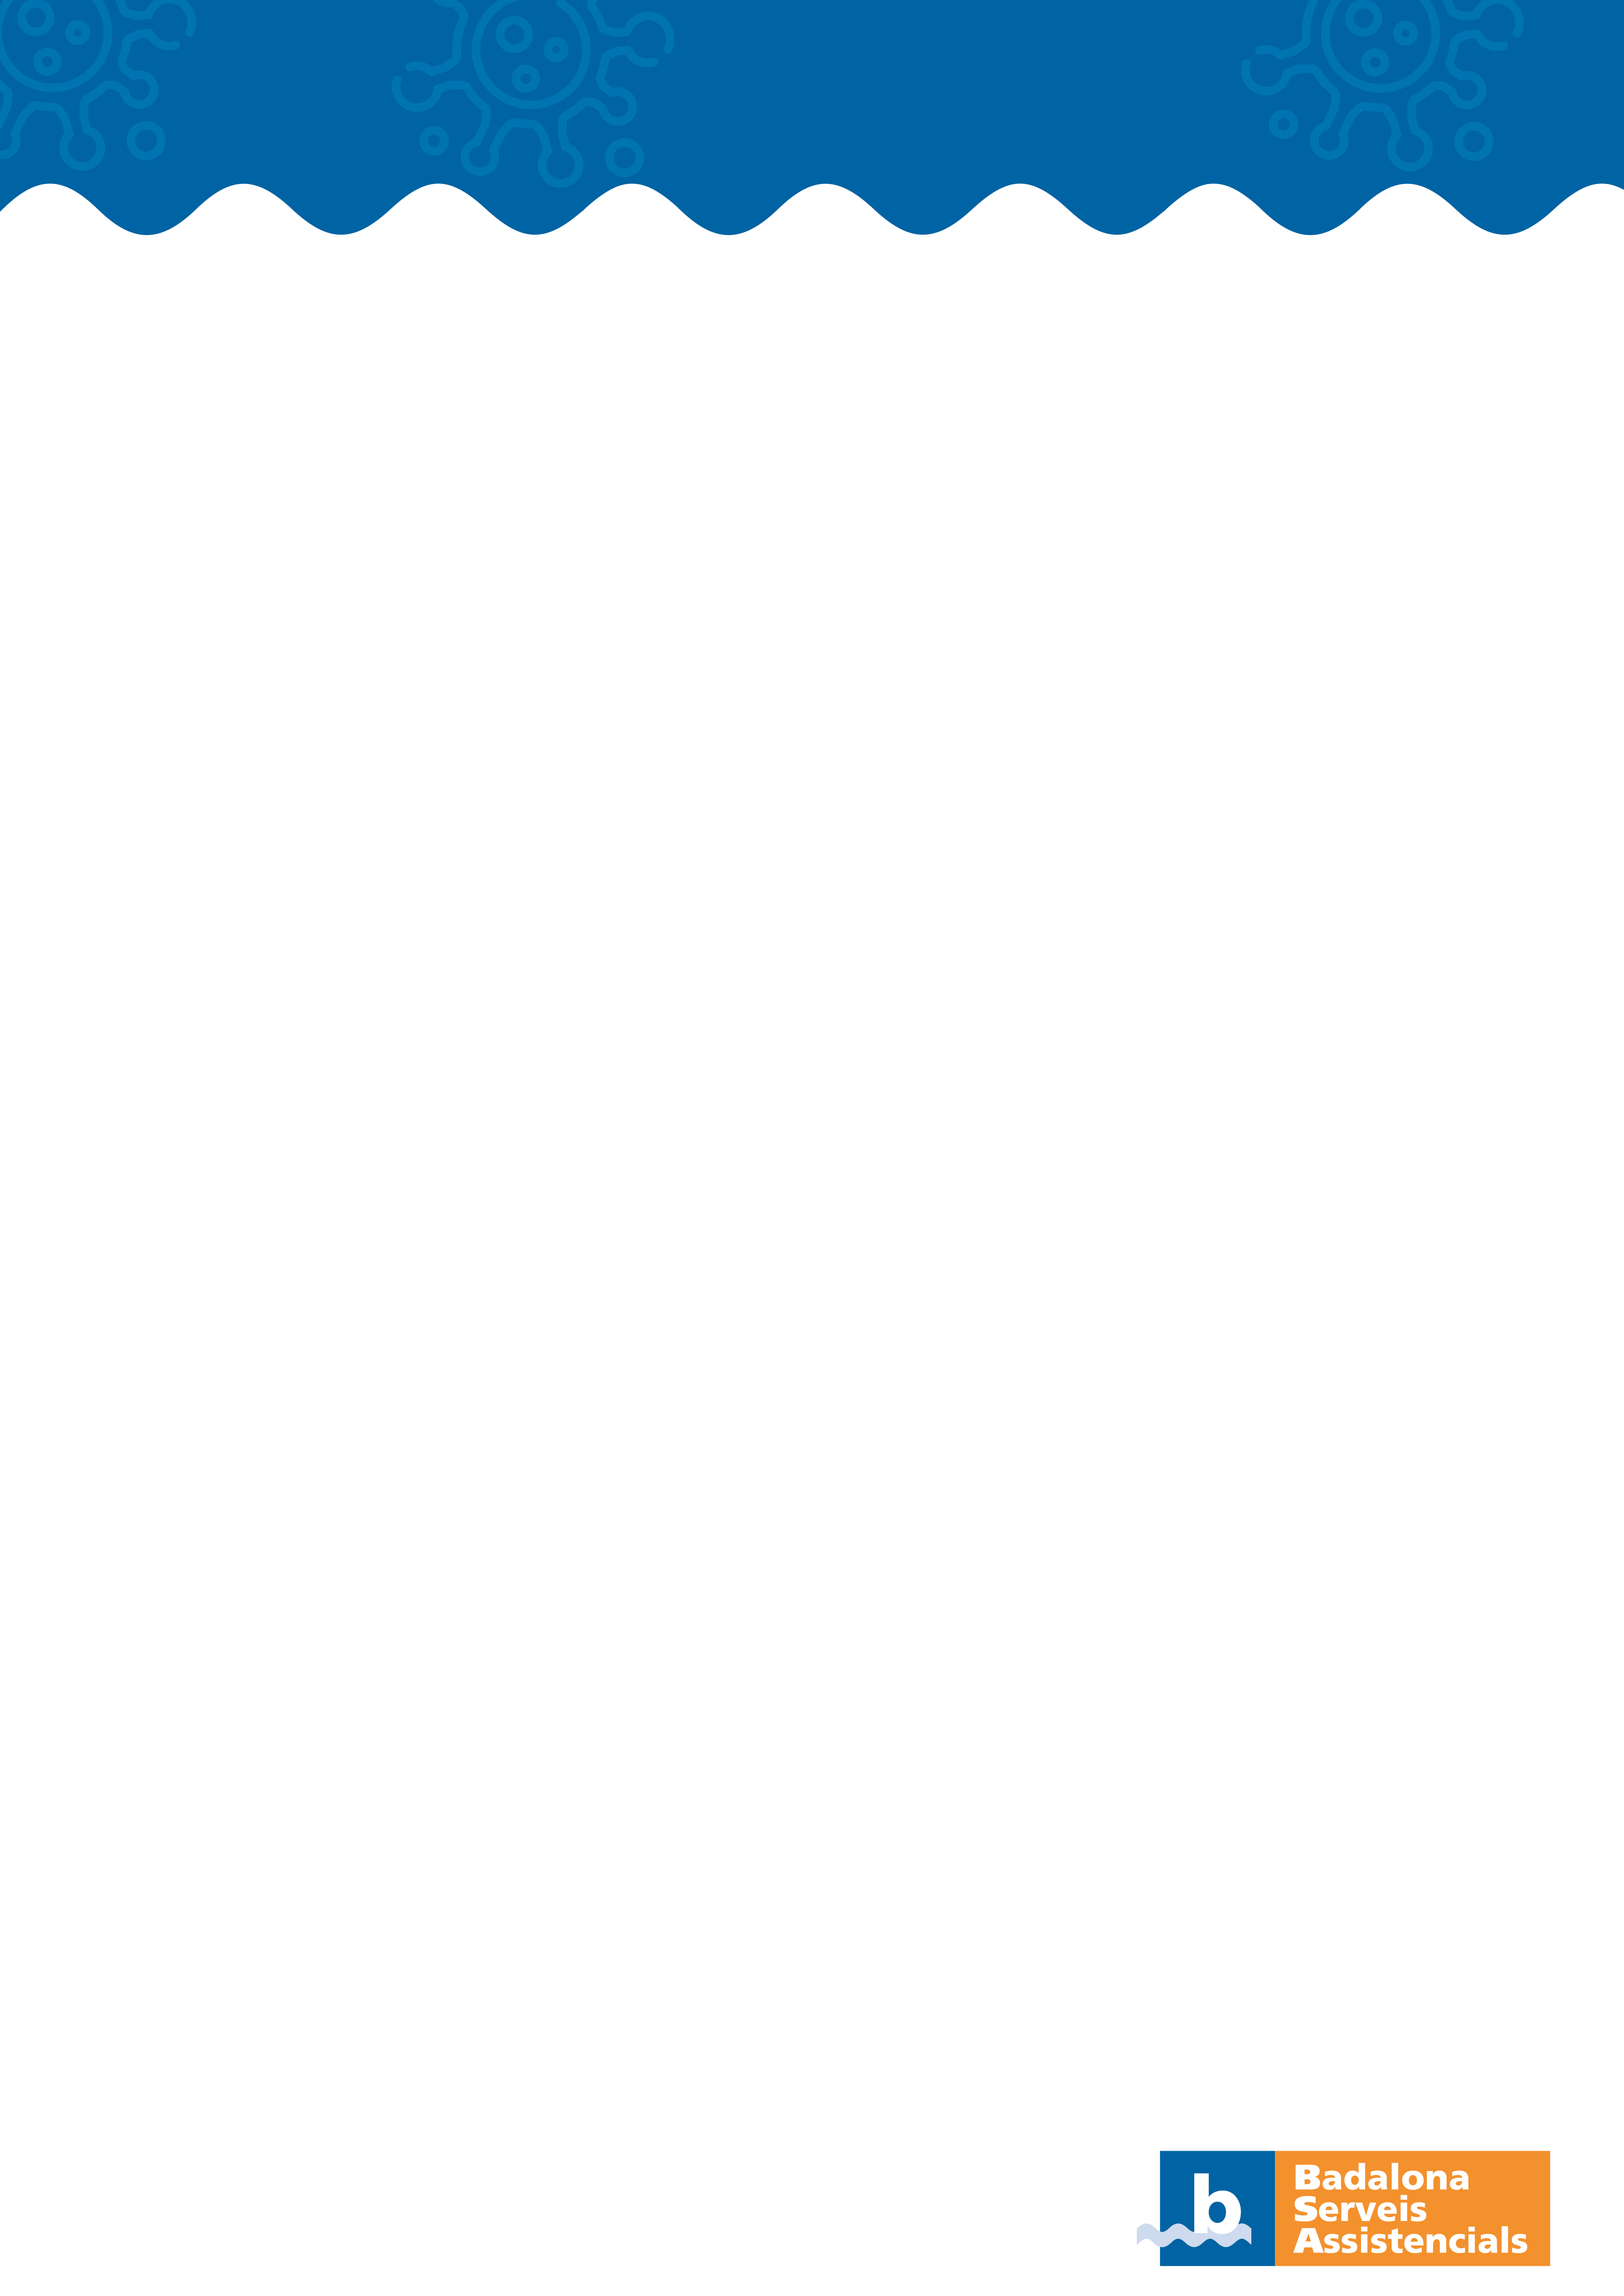 b
Badalona
Serveis
Assistencials